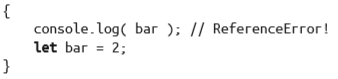 {
    console.log( bar ); // ReferenceError!
    let bar = 2;
}